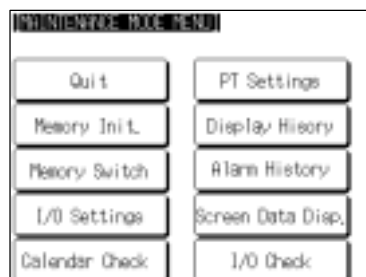 [MAINTENANCE MODE MENU]
Quit
PT Settings
Memory Init.
Display Hisory
Memory Switch
Alarm History
I/O Settings
Screen Data Disp.
Calendar Check
I/O Check